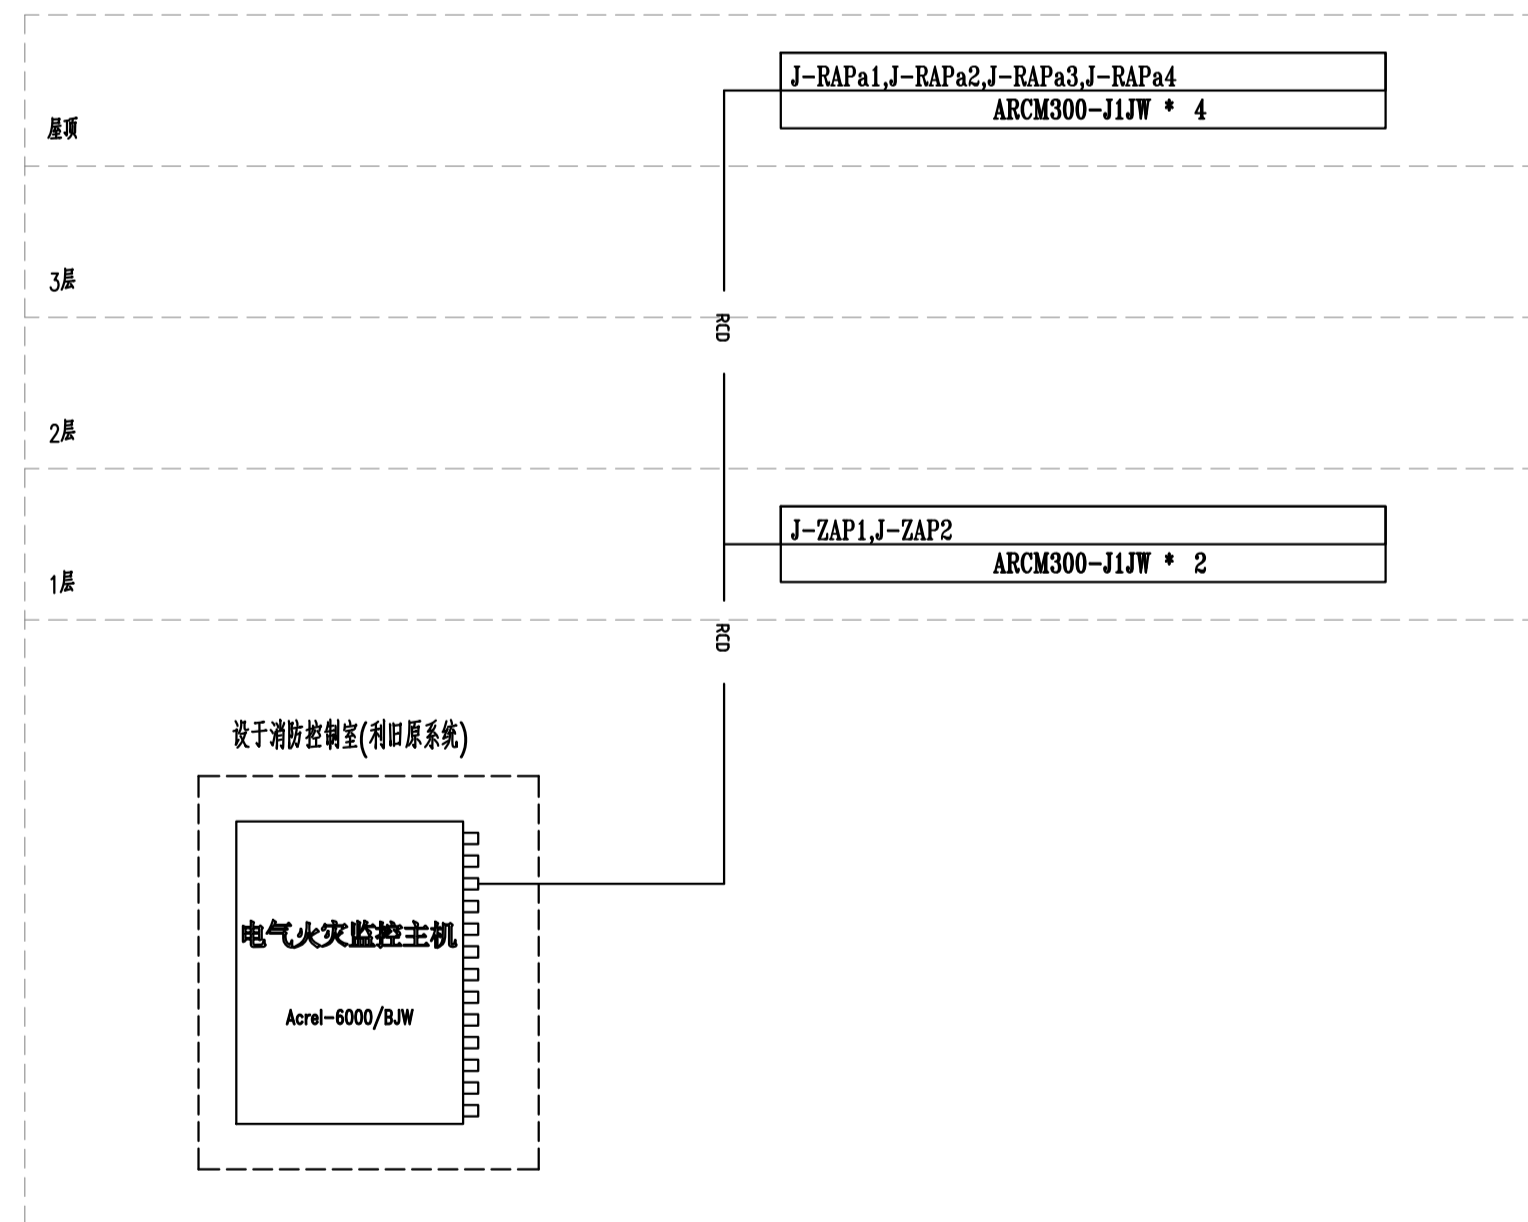 J-RAPa1,J-RAPa2,J-RAPa3,J-RAPa4
ARCM300-J1JW * 4
屋顶
3层
RCD
2层
J-ZAP1,J-ZAP2
ARCM300-J1JW * 2
1层
RCD
设于消防控制室(利旧原系统)
电气火灾监控主机
Acrel-6000/BJW